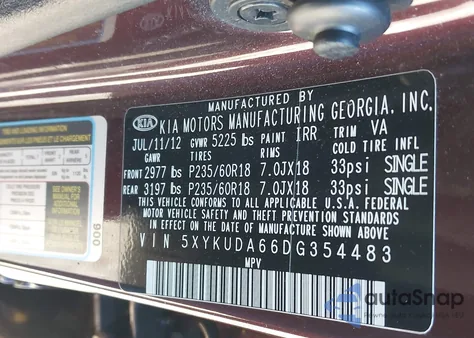 MANUFACTURED BY
KIA KIA MOTORS MANUFACTURING GEORGIA, INC.
JUL/11/12 GVWR 5225 lbs PAINT IRR TRIM VA
GAWR TIRES RIMS COLD TIRE INFL
FRONT 2977 lbs P235/60R18 7.0JX18 33psi SINGLE
REAR 3197 lbs P235/60R18 7.0JX18 33psi SINGLE
THIS VEHICLE CONFORMS TO ALL APPLICABLE U.S.A. FEDERAL
MOTOR VEHICLE SAFETY AND THEFT PREVENTION STANDARDS
IN EFFECT ON THE DATE OF MANUFACTURE SHOWN ABOVE.
VIN 5XYKUDA66DG354483
MPV
006
autoSnap